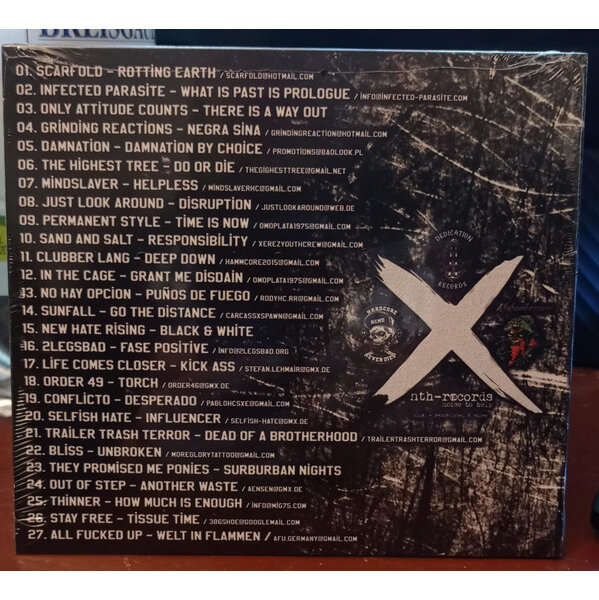 BREISGAU
01. SCARFOLD – ROTTING EARTH / SCARFOLD@HOTMAIL.COM
02. INFECTED PARASITE – WHAT IS PAST IS PROLOGUE / INFO@INFECTED-PARASITE.COM
03. ONLY ATTITUDE COUNTS – THERE IS A WAY OUT
04. GRINDING REACTIONS – NEGRA SINA / GRINDINGREACTION@HOTMAIL.COM
05. DAMNATION – DAMNATION BY CHOICE / PROMOTIONS@BADLOOK.PL
06. THE HIGHEST TREE – DO OR DIE / THEGIGHESTTREE@GMAIL.NET
07. MINDSLAVER – HELPLESS / MINDSLAVERHC@GMAIL.COM
08. JUST LOOK AROUND – DISRUPTION / JUSTLOOKAROUND@WEB.DE
09. PERMANENT STYLE – TIME IS NOW / OMOPLATA1975@GMAIL.COM
10. SAND AND SALT – RESPONSIBILITY / XEREZYOUTHCREW@GMAIL.COM
11. CLUBBER LANG – DEEP DOWN / HAMMCORE2015@GMAIL.COM
12. IN THE CAGE – GRANT ME DISDAIN / OMOPLATA1975@GMAIL.COM
13. NO HAY OPCION – PUÑOS DE FUEGO / RODYHC.RR@GMAIL.COM
14. SUNFALL – GO THE DISTANCE / CARCASSXSPAWN@GMAIL.COM
15. NEW HATE RISING – BLACK & WHITE
16. 2LEGSBAD – FASE POSITIVE / INFO@2LEGSBAD.ORG
17. LIFE COMES CLOSER – KICK ASS / STEFAN.LEHMAIR@GMX.DE
18. ORDER 49 – TORCH / ORDER46@GMX.DE
19. CONFLICTO – DESPERADO / PABLOHCSXE@GMAIL.COM
20. SELFISH HATE – INFLUENCER / SELFISH-HATE@GMX.DE
21. TRAILER TRASH TERROR – DEAD OF A BROTHERHOOD / TRAILERTRASHTERROR@GMAIL.COM
22. BLISS – UNBROKEN / MOREGLORYTATTOO@GMAIL.COM
23. THEY PROMISED ME PONIES – SURBURBAN NIGHTS
24. OUT OF STEP – ANOTHER WASTE / AENSEN@GMX.DE
25. THINNER – HOW MUCH IS ENOUGH / INFO@MIG75.COM
26. STAY FREE – TISSUE TIME / 386SHOE@GOOGLEMAIL.COM
27. ALL FUCKED UP – WELT IN FLAMMEN / AFU.GERMANY@GMAIL.COM
DEDICATION
RECORDS
HARDCORE
NEVER DIES
X
nth-records
noise to help